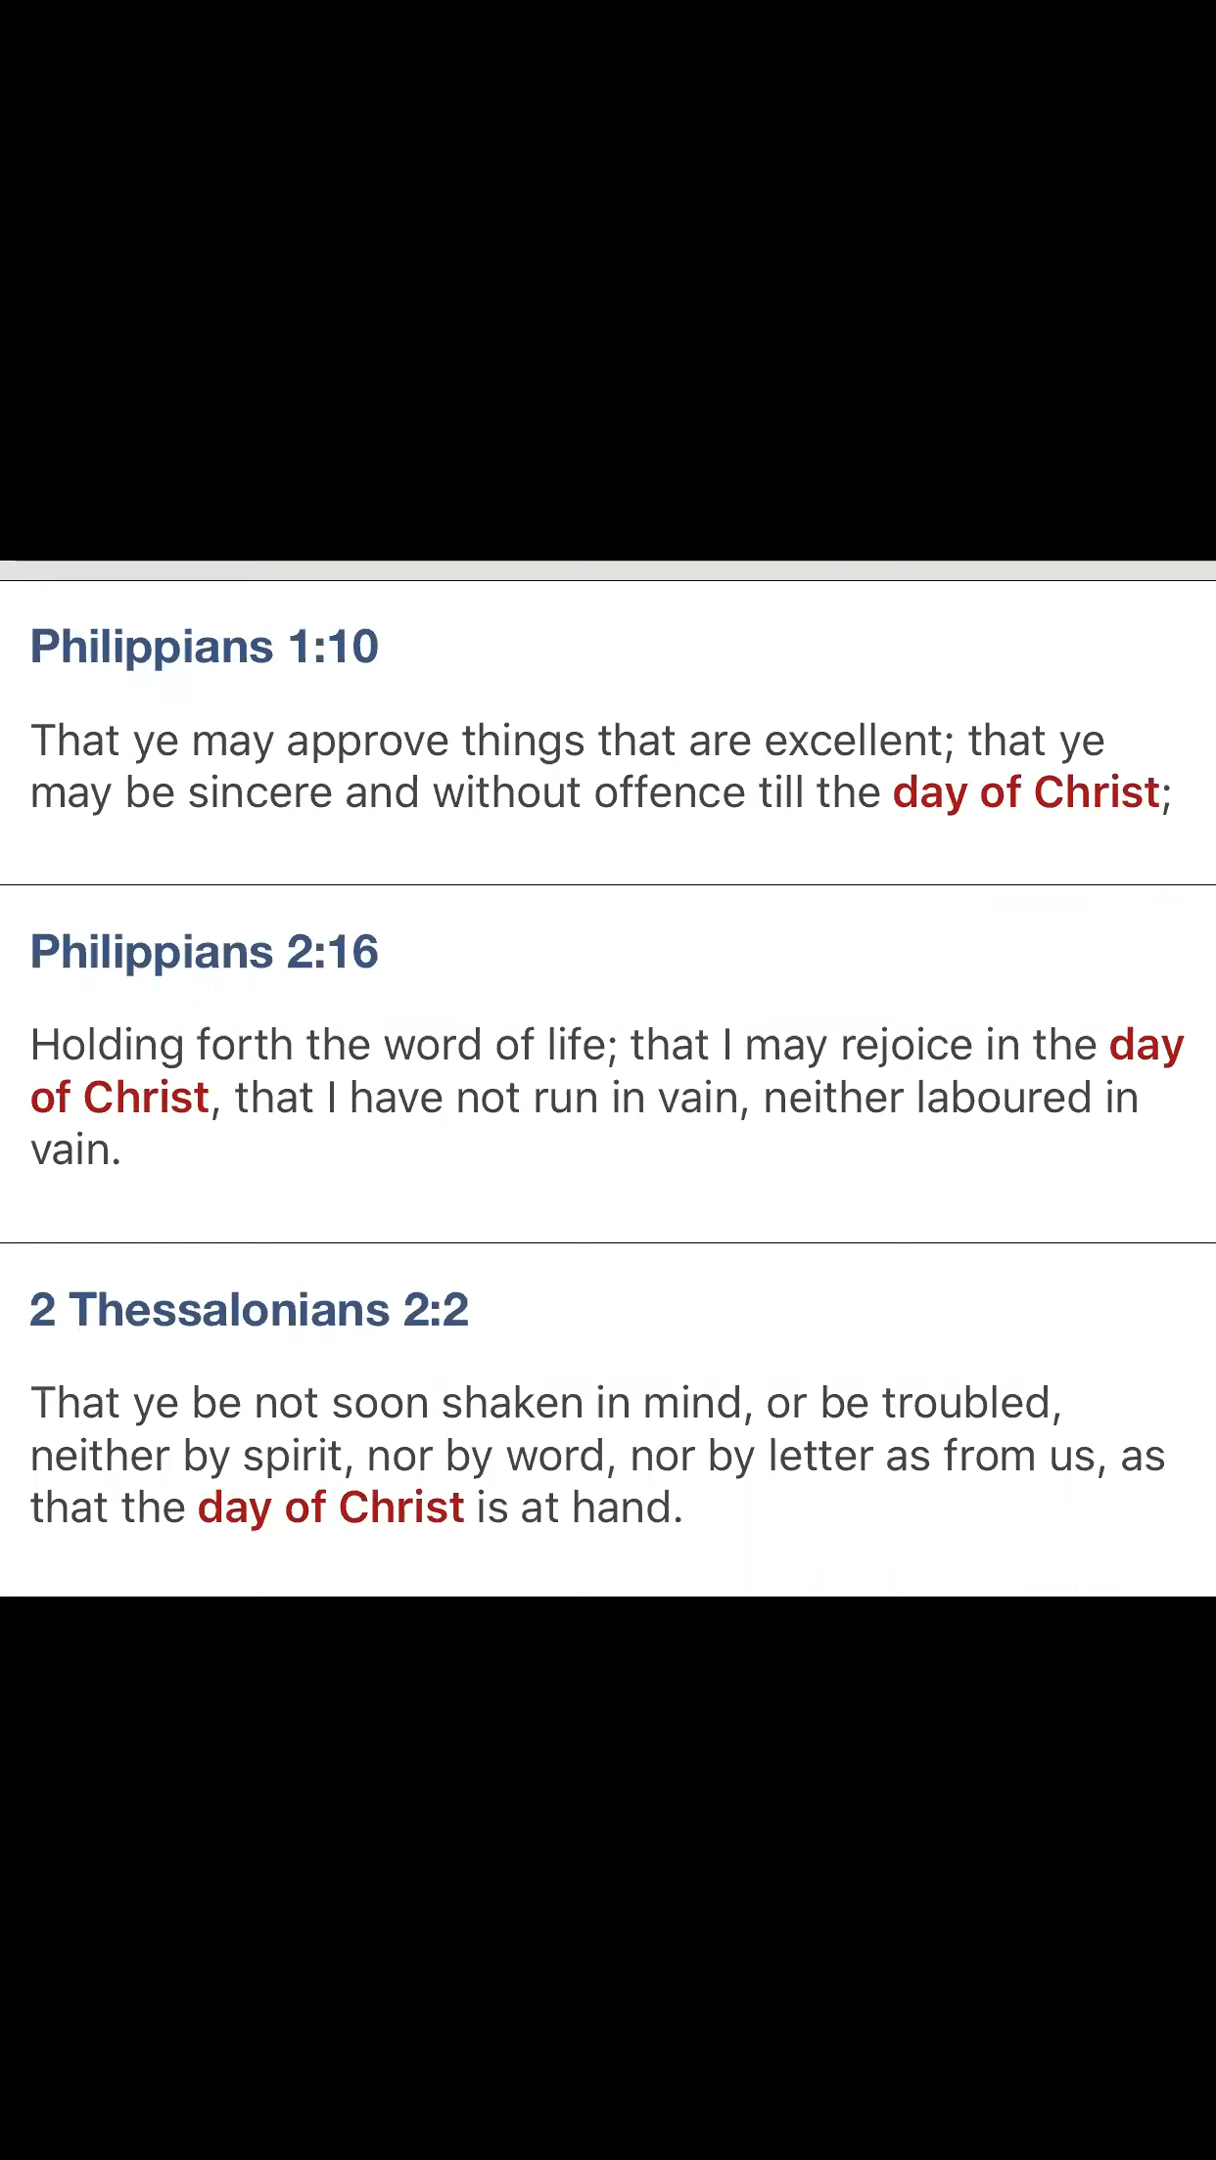 Philippians 1:10
That ye may approve things that are excellent; that ye
may be sincere and without offence till the day of Christ;
Philippians 2:16
Holding forth the word of life; that I may rejoice in the day
of Christ, that I have not run in vain, neither laboured in
vain.
2 Thessalonians 2:2
That ye be not soon shaken in mind, or be troubled,
neither by spirit, nor by word, nor by letter as from us, as
that the day of Christ is at hand.